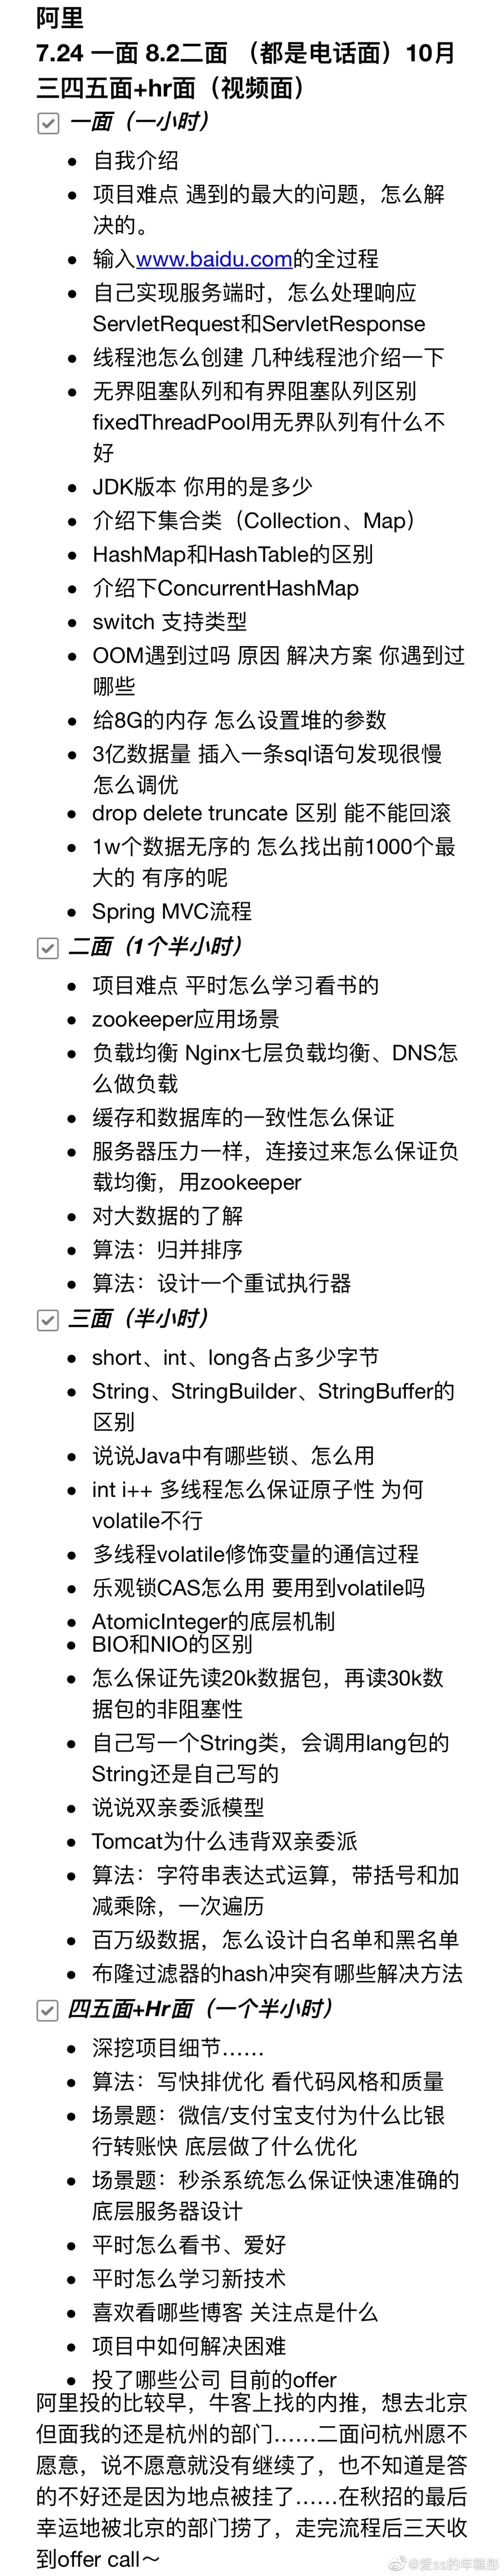 阿里
7.24 一面 8.2二面 （都是电话面）10月
三四五面+hr面（视频面）
一面（一小时）
自我介绍
项目难点 遇到的最大的问题，怎么解
决的。
输入www.baidu.com的全过程
自己实现服务端时，怎么处理响应
ServletRequest和ServletResponse
线程池怎么创建 几种线程池介绍一下
无界阻塞队列和有界阻塞队列区别
fixedThreadPool用无界队列有什么不
好
JDK版本 你用的是多少
介绍下集合类（Collection、Map）
HashMap和HashTable的区别
介绍下ConcurrentHashMap
switch 支持类型
OOM遇到过吗 原因 解决方案 你遇到过
哪些
给8G的内存 怎么设置堆的参数
3亿数据量 插入一条sql语句发现很慢
怎么调优
drop delete truncate 区别 能不能回滚
1w个数据无序的 怎么找出前1000个最
大的 有序的呢
Spring MVC流程
二面（1个半小时）
项目难点 平时怎么学习看书的
zookeeper应用场景
负载均衡 Nginx七层负载均衡、DNS怎
么做负载
缓存和数据库的一致性怎么保证
服务器压力一样，连接过来怎么保证负
载均衡，用zookeeper
对大数据的了解
算法：归并排序
算法：设计一个重试执行器
三面（半小时）
short、int、long各占多少字节
String、StringBuilder、StringBuffer的
区别
说说Java中有哪些锁、怎么用
int i++ 多线程怎么保证原子性 为何
volatile不行
多线程volatile修饰变量的通信过程
乐观锁CAS怎么用 要用到volatile吗
AtomicInteger的底层机制
BIO和NIO的区别
怎么保证先读20k数据包，再读30k数
据包的非阻塞性
自己写一个String类，会调用lang包的
String还是自己写的
说说双亲委派模型
Tomcat为什么违背双亲委派
算法：字符串表达式运算，带括号和加
减乘除，一次遍历
百万级数据，怎么设计白名单和黑名单
布隆过滤器的hash冲突有哪些解决方法
四五面+Hr面（一个半小时）
深挖项目细节……
算法：写快排优化 看代码风格和质量
场景题：微信/支付宝支付为什么比银
行转账快 底层做了什么优化
场景题：秒杀系统怎么保证快速准确的
底层服务器设计
平时怎么看书、爱好
平时怎么学习新技术
喜欢看哪些博客 关注点是什么
项目中如何解决困难
投了哪些公司 目前的offer
阿里投的比较早，牛客上找的内推，想去北京
但面我的还是杭州的部门……二面问杭州愿不
愿意，说不愿意就没有继续了，也不知道是答
的不好还是因为地点被挂了……在秋招的最后
幸运地被北京的部门捞了，走完流程后三天收
到offer call～
@爱ss的年糕彤